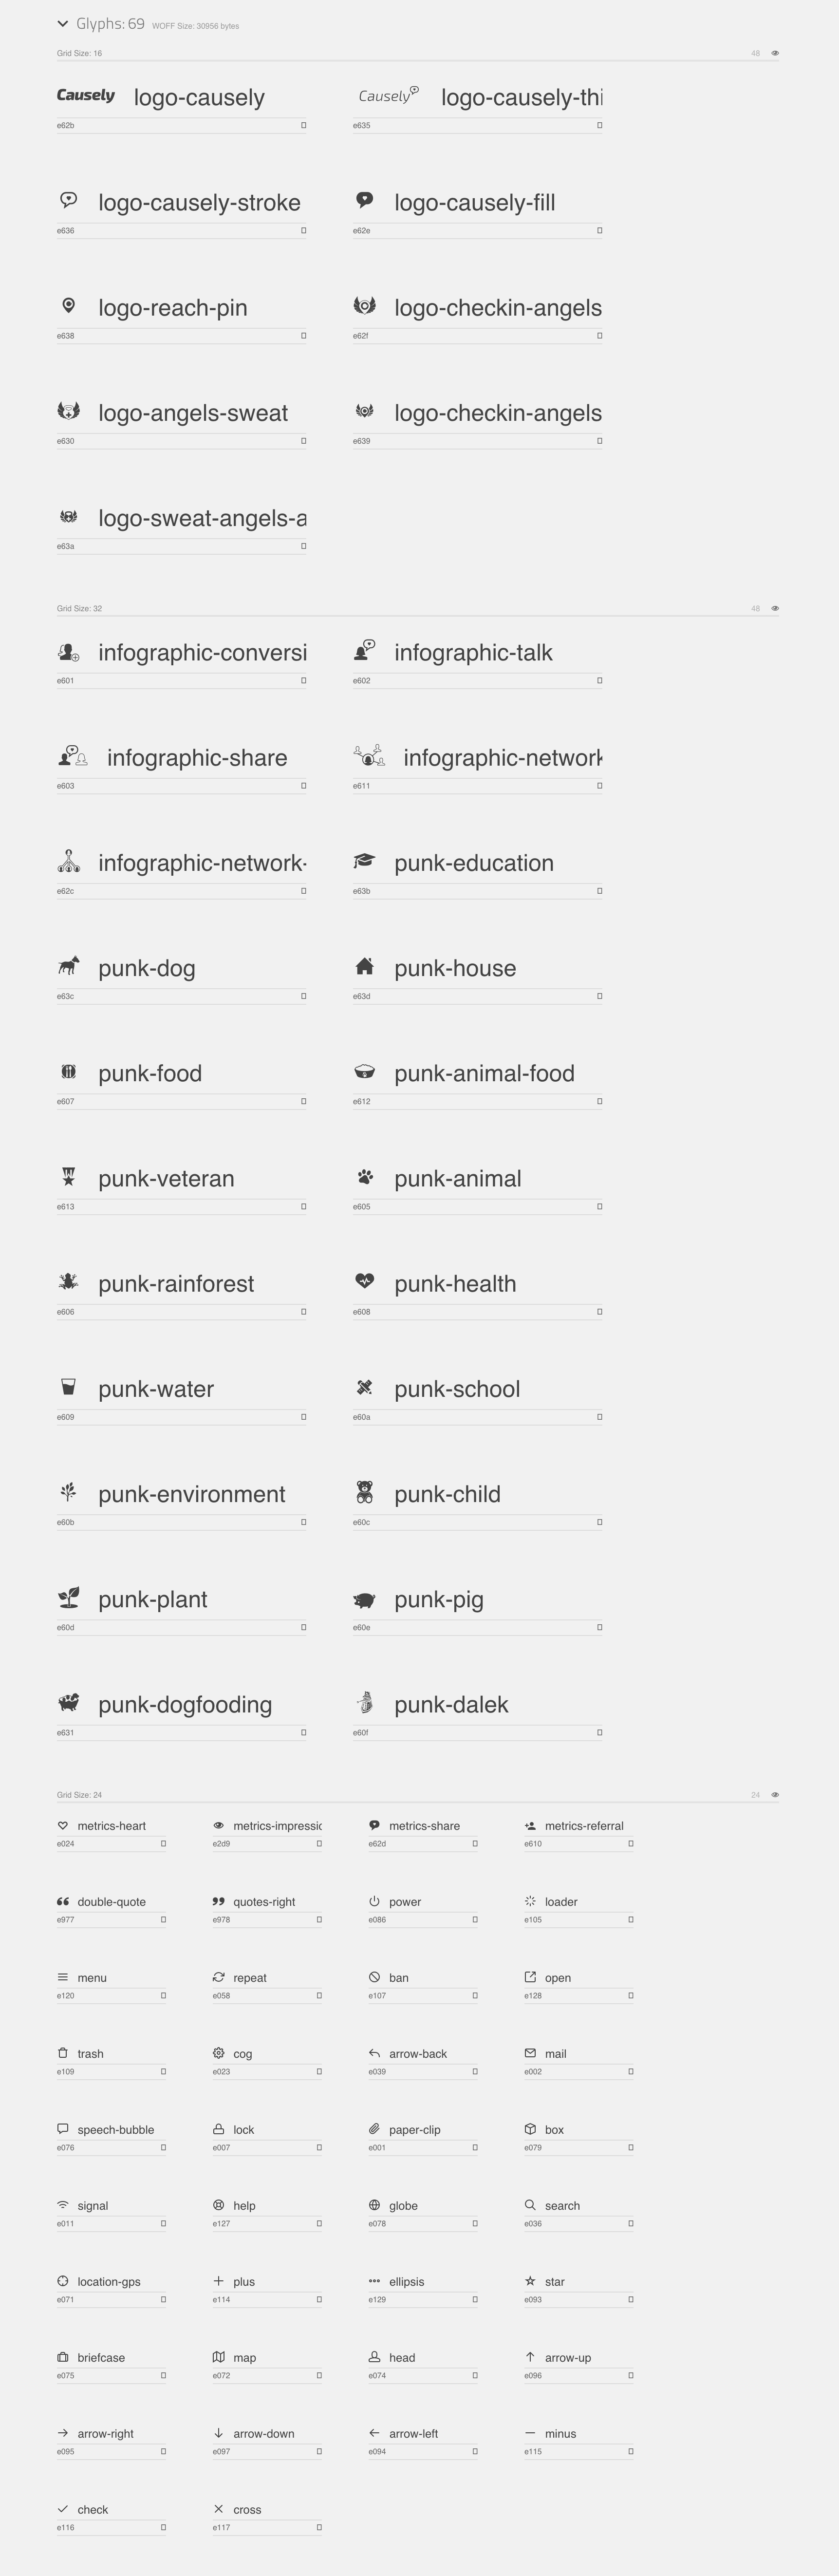 Glyphs: 69 WOFF Size: 30956 bytes
Grid Size: 16 48
Causely logo-causely Causely logo-causely-thi
e62b e635
logo-causely-stroke logo-causely-fill
e636 e62e
logo-reach-pin logo-checkin-angels
e638 e62f
logo-angels-sweat logo-checkin-angels
e630 e639
logo-sweat-angels-a
e63a
Grid Size: 32 48
infographic-conversi infographic-talk
e601 e602
infographic-share infographic-network
e603 e611
infographic-network- punk-education
e62c e63b
punk-dog punk-house
e63c e63d
punk-food punk-animal-food
e607 e612
punk-veteran punk-animal
e613 e605
punk-rainforest punk-health
e606 e608
punk-water punk-school
e609 e60a
punk-environment punk-child
e60b e60c
punk-plant punk-pig
e60d e60e
punk-dogfooding punk-dalek
e631 e60f
Grid Size: 24 24
metrics-heart metrics-impressic metrics-share metrics-referral
e024 e2d9 e62d e610
double-quote quotes-right power loader
e977 e978 e086 e105
menu repeat ban open
e120 e058 e107 e128
trash cog arrow-back mail
e109 e023 e039 e002
speech-bubble lock paper-clip box
e076 e007 e001 e079
signal help globe search
e011 e127 e078 e036
location-gps plus ellipsis star
e071 e114 e129 e093
briefcase map head arrow-up
e075 e072 e074 e096
arrow-right arrow-down arrow-left minus
e095 e097 e094 e115
check cross
e116 e117